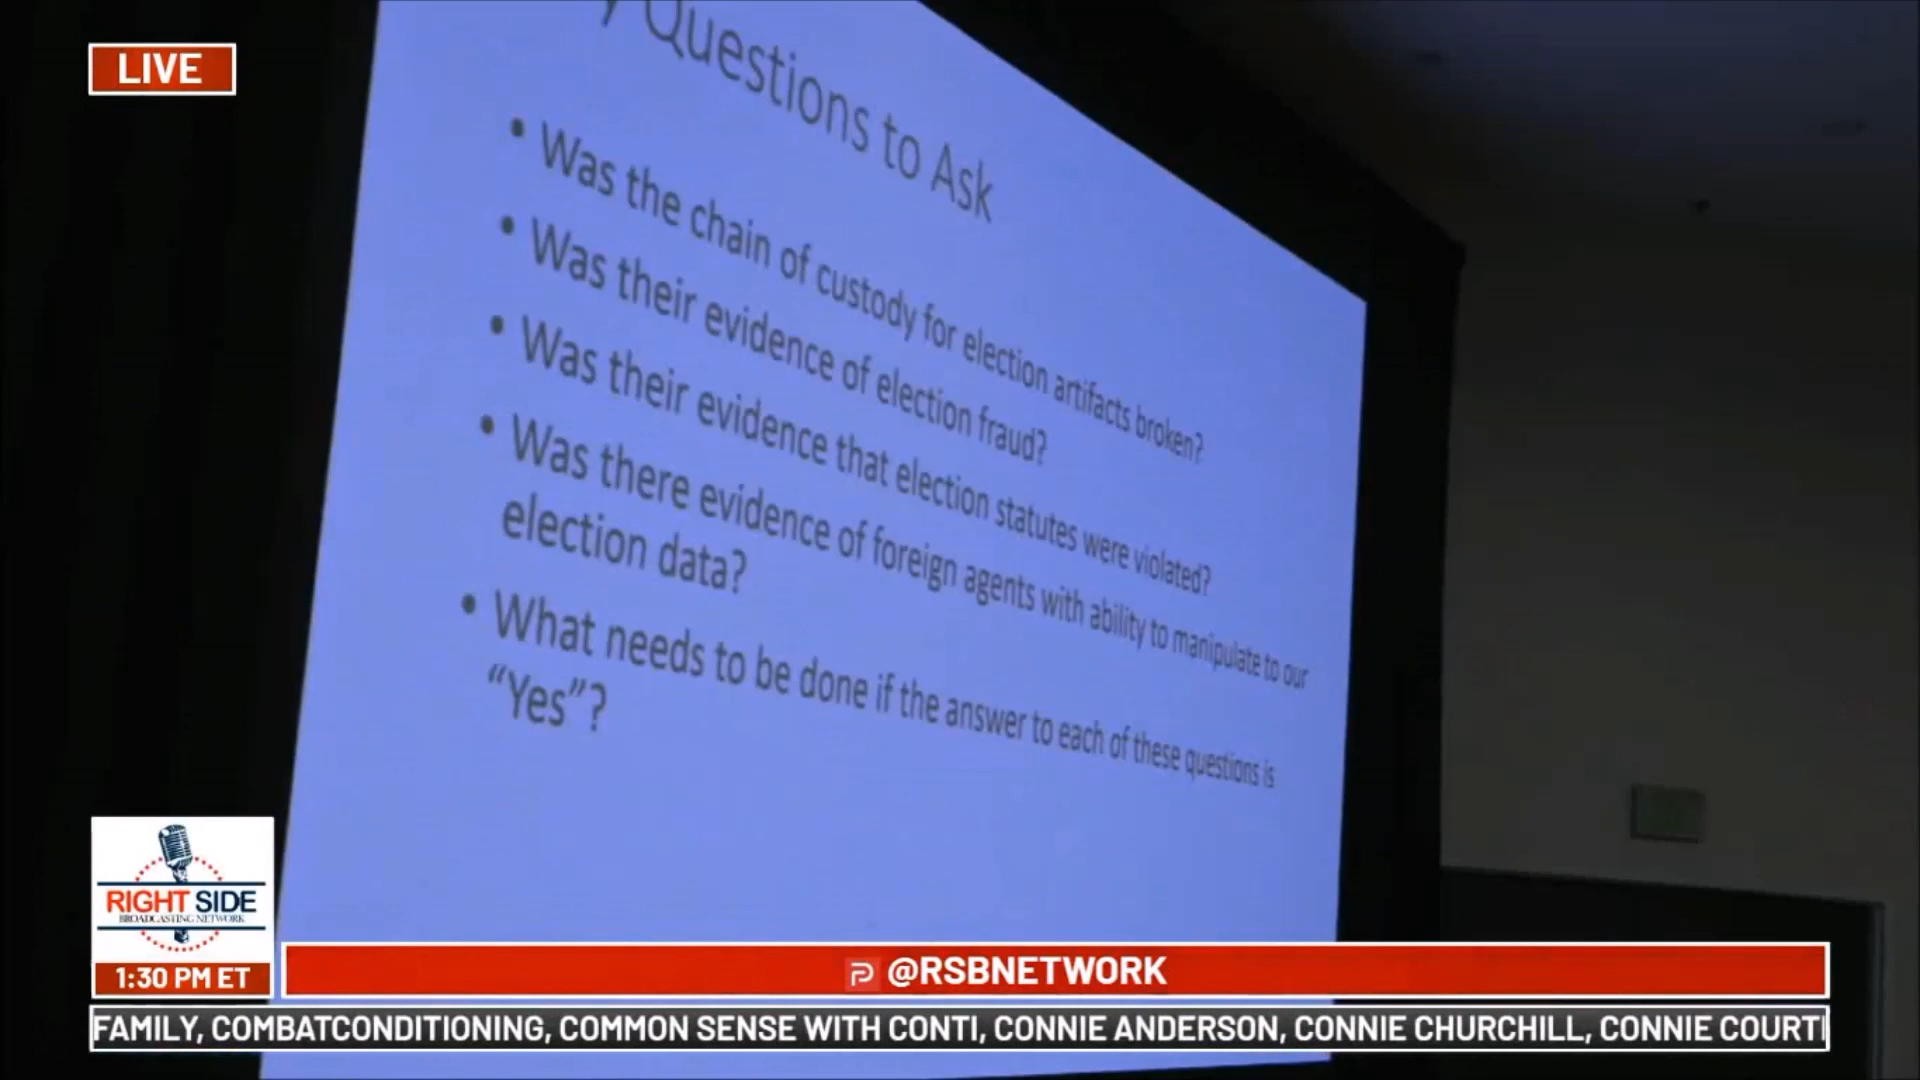 LIVE
y Questions to Ask
• Was the chain of custody for election artifacts broken?
• Was their evidence of election fraud?
• Was their evidence that election statutes were violated?
• Was there evidence of foreign agents with ability to manipulate to our
election data?
• What needs to be done if the answer to each of these questions is
“Yes”?
RIGHT SIDE
BROADCASTING NETWORK
1:30 PM ET
@RSBNETWORK
FAMILY, COMBATCONDITIONING, COMMON SENSE WITH CONTI, CONNIE ANDERSON, CONNIE CHURCHILL, CONNIE COURTI